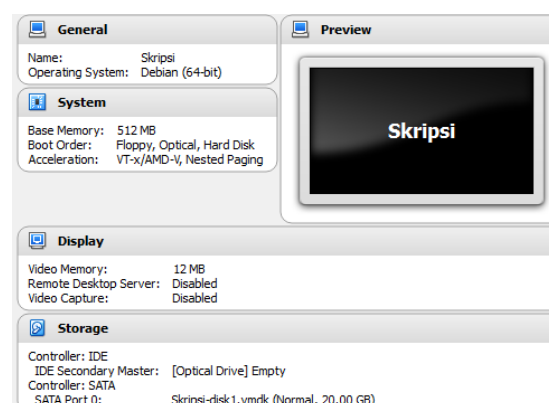 General
Name: Skripsi
Operating System: Debian (64-bit)
System
Base Memory: 512 MB
Boot Order: Floppy, Optical, Hard Disk
Acceleration: VT-x/AMD-V, Nested Paging
Preview
Skripsi
Display
Video Memory: 12 MB
Remote Desktop Server: Disabled
Video Capture: Disabled
Storage
Controller: IDE
IDE Secondary Master: [Optical Drive] Empty
Controller: SATA
SATA Port 0: Skripsi-disk1.vmdk (Normal, 20.00 GB)